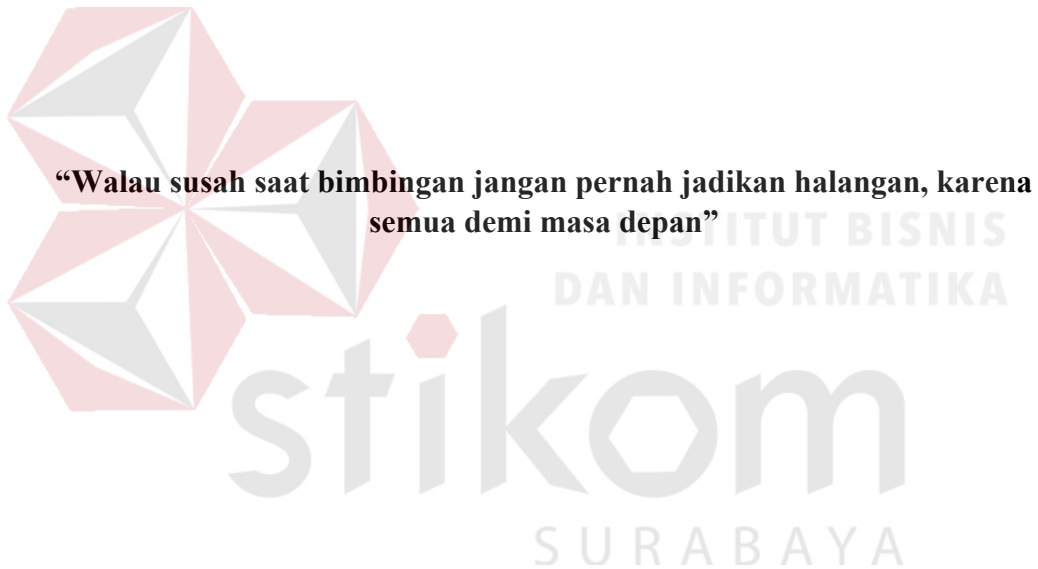 “Walau susah saat bimbingan jangan pernah jadikan halangan, karena
semua demi masa depan”
INSTITUT BISNIS
DAN INFORMATIKA
stikom
SURABAYA